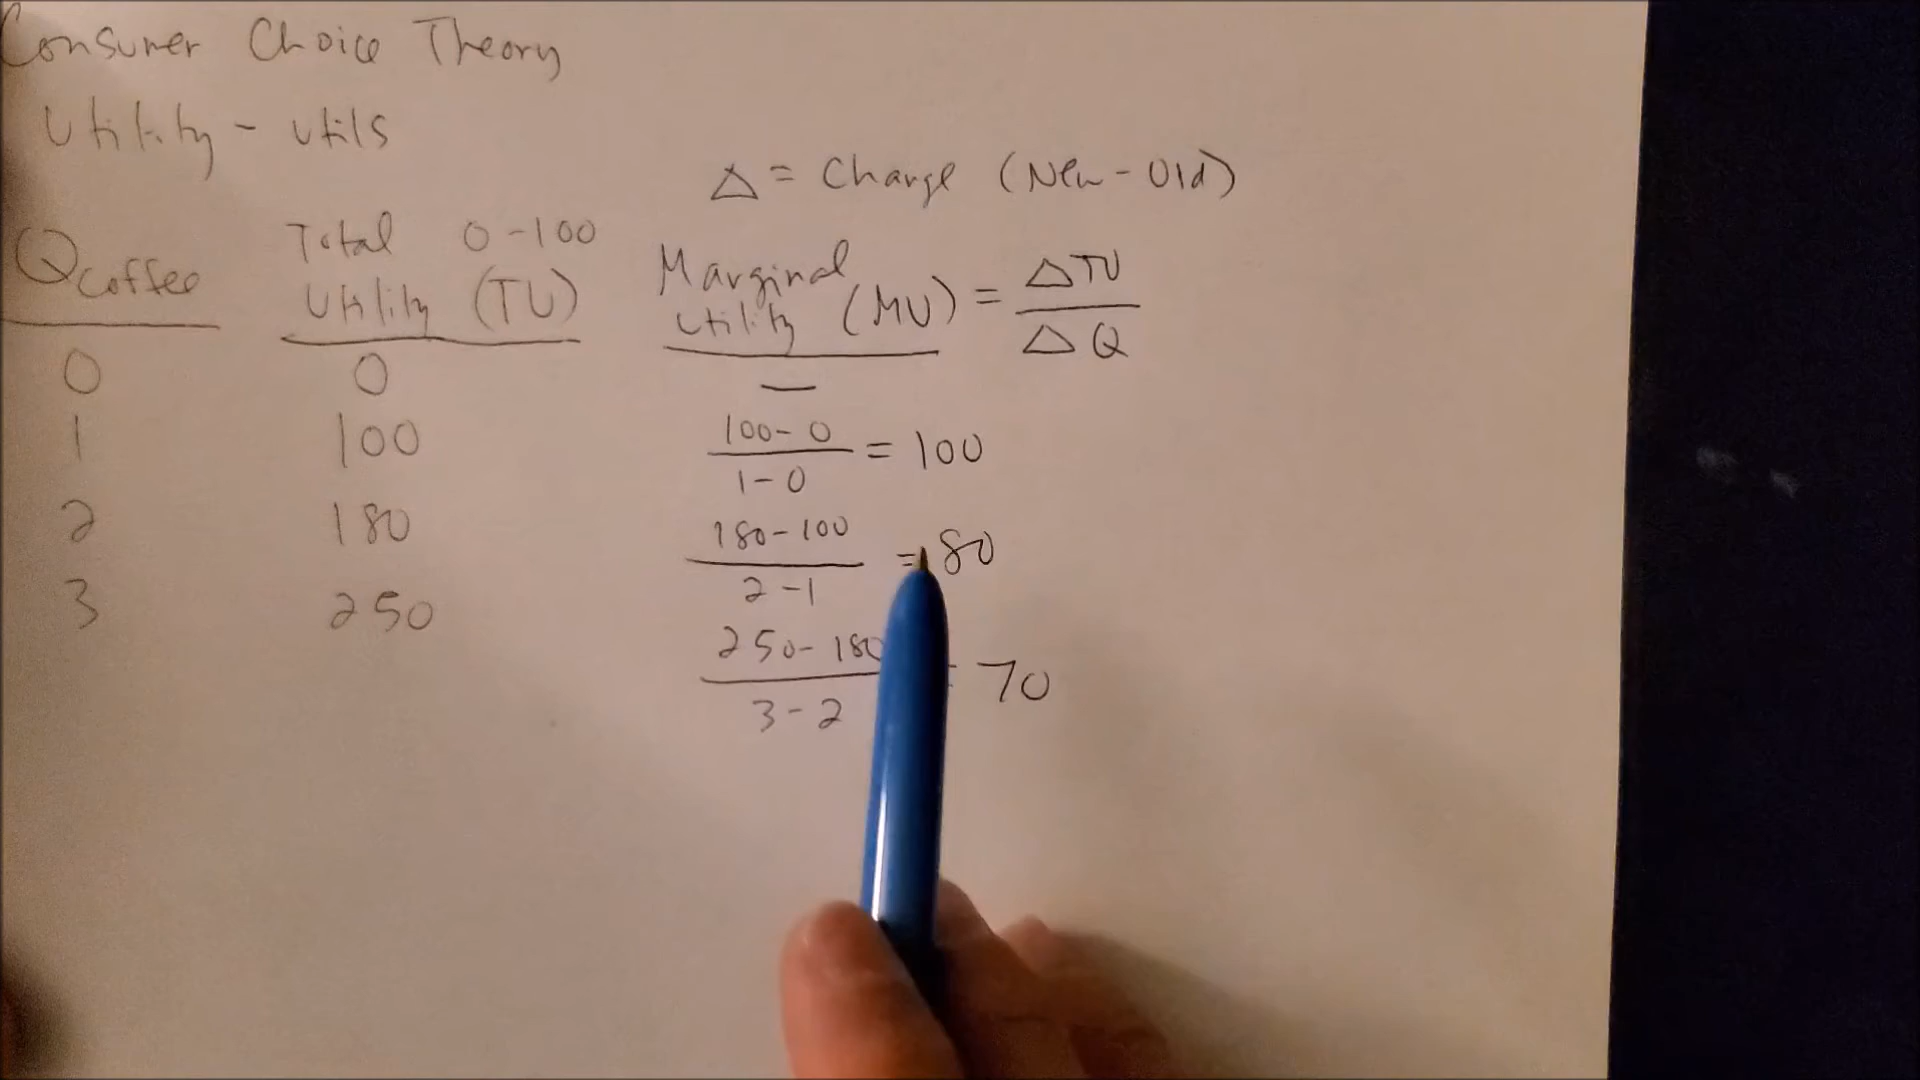 Consumer Choice Theory
Utility - utils
Δ = Change (New - Old)
Q coffee
Total 0-100
Utility (TU)
Marginal
Utility (MU) = ΔTU
ΔQ
0 0 —
1 100 100-0 = 100
1-0
2 180 180-100 = 80
2-1
3 250 250-180 = 70
3-2